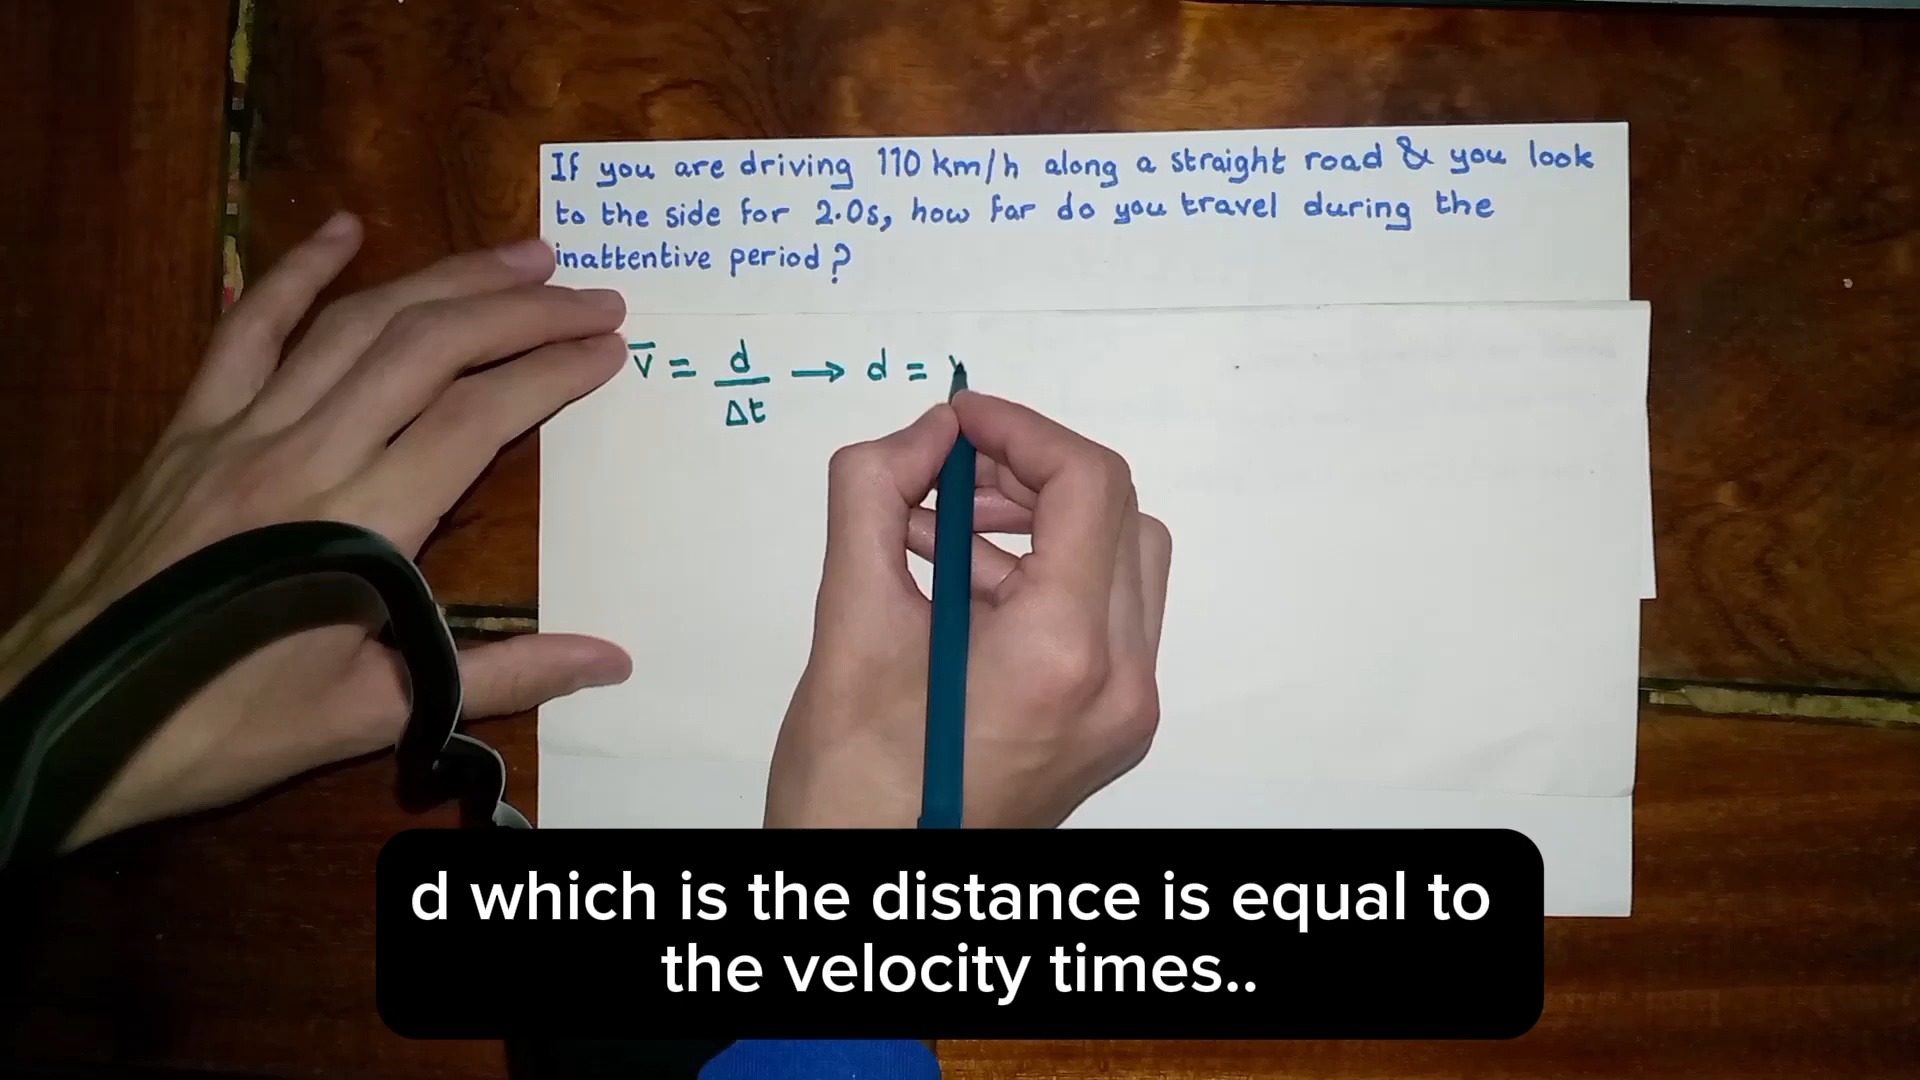 If you are driving 110 km/h along a straight road & you look
to the side for 2.0s, how far do you travel during the
inattentive period?
v̅ = d/Δt → d = v
d which is the distance is equal to
the velocity times..